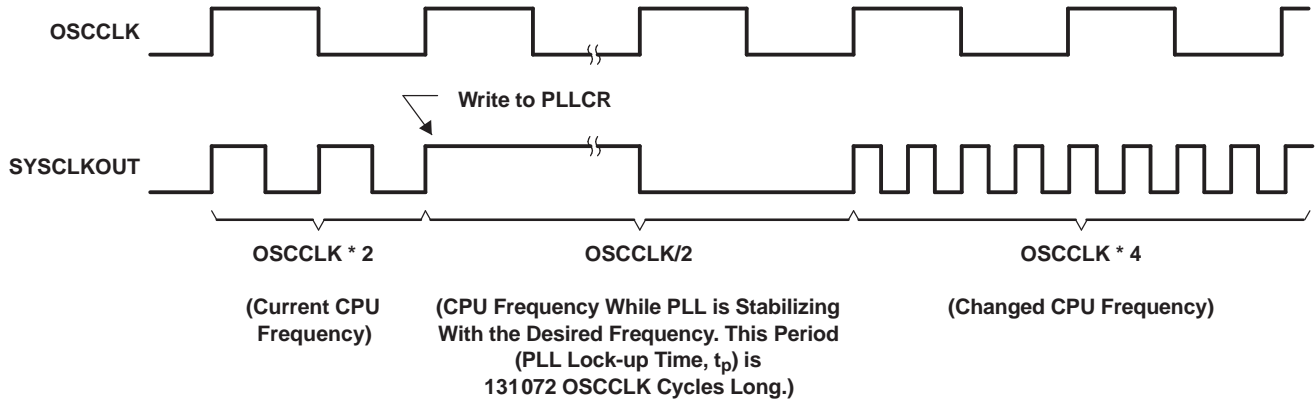 OSCCLK
Write to PLLCR
SYSCLKOUT
OSCCLK * 2
(Current CPU
Frequency)
OSCCLK/2
(CPU Frequency While PLL is Stabilizing
With the Desired Frequency. This Period
(PLL Lock-up Time, tp) is
131072 OSCCLK Cycles Long.)
OSCCLK * 4
(Changed CPU Frequency)